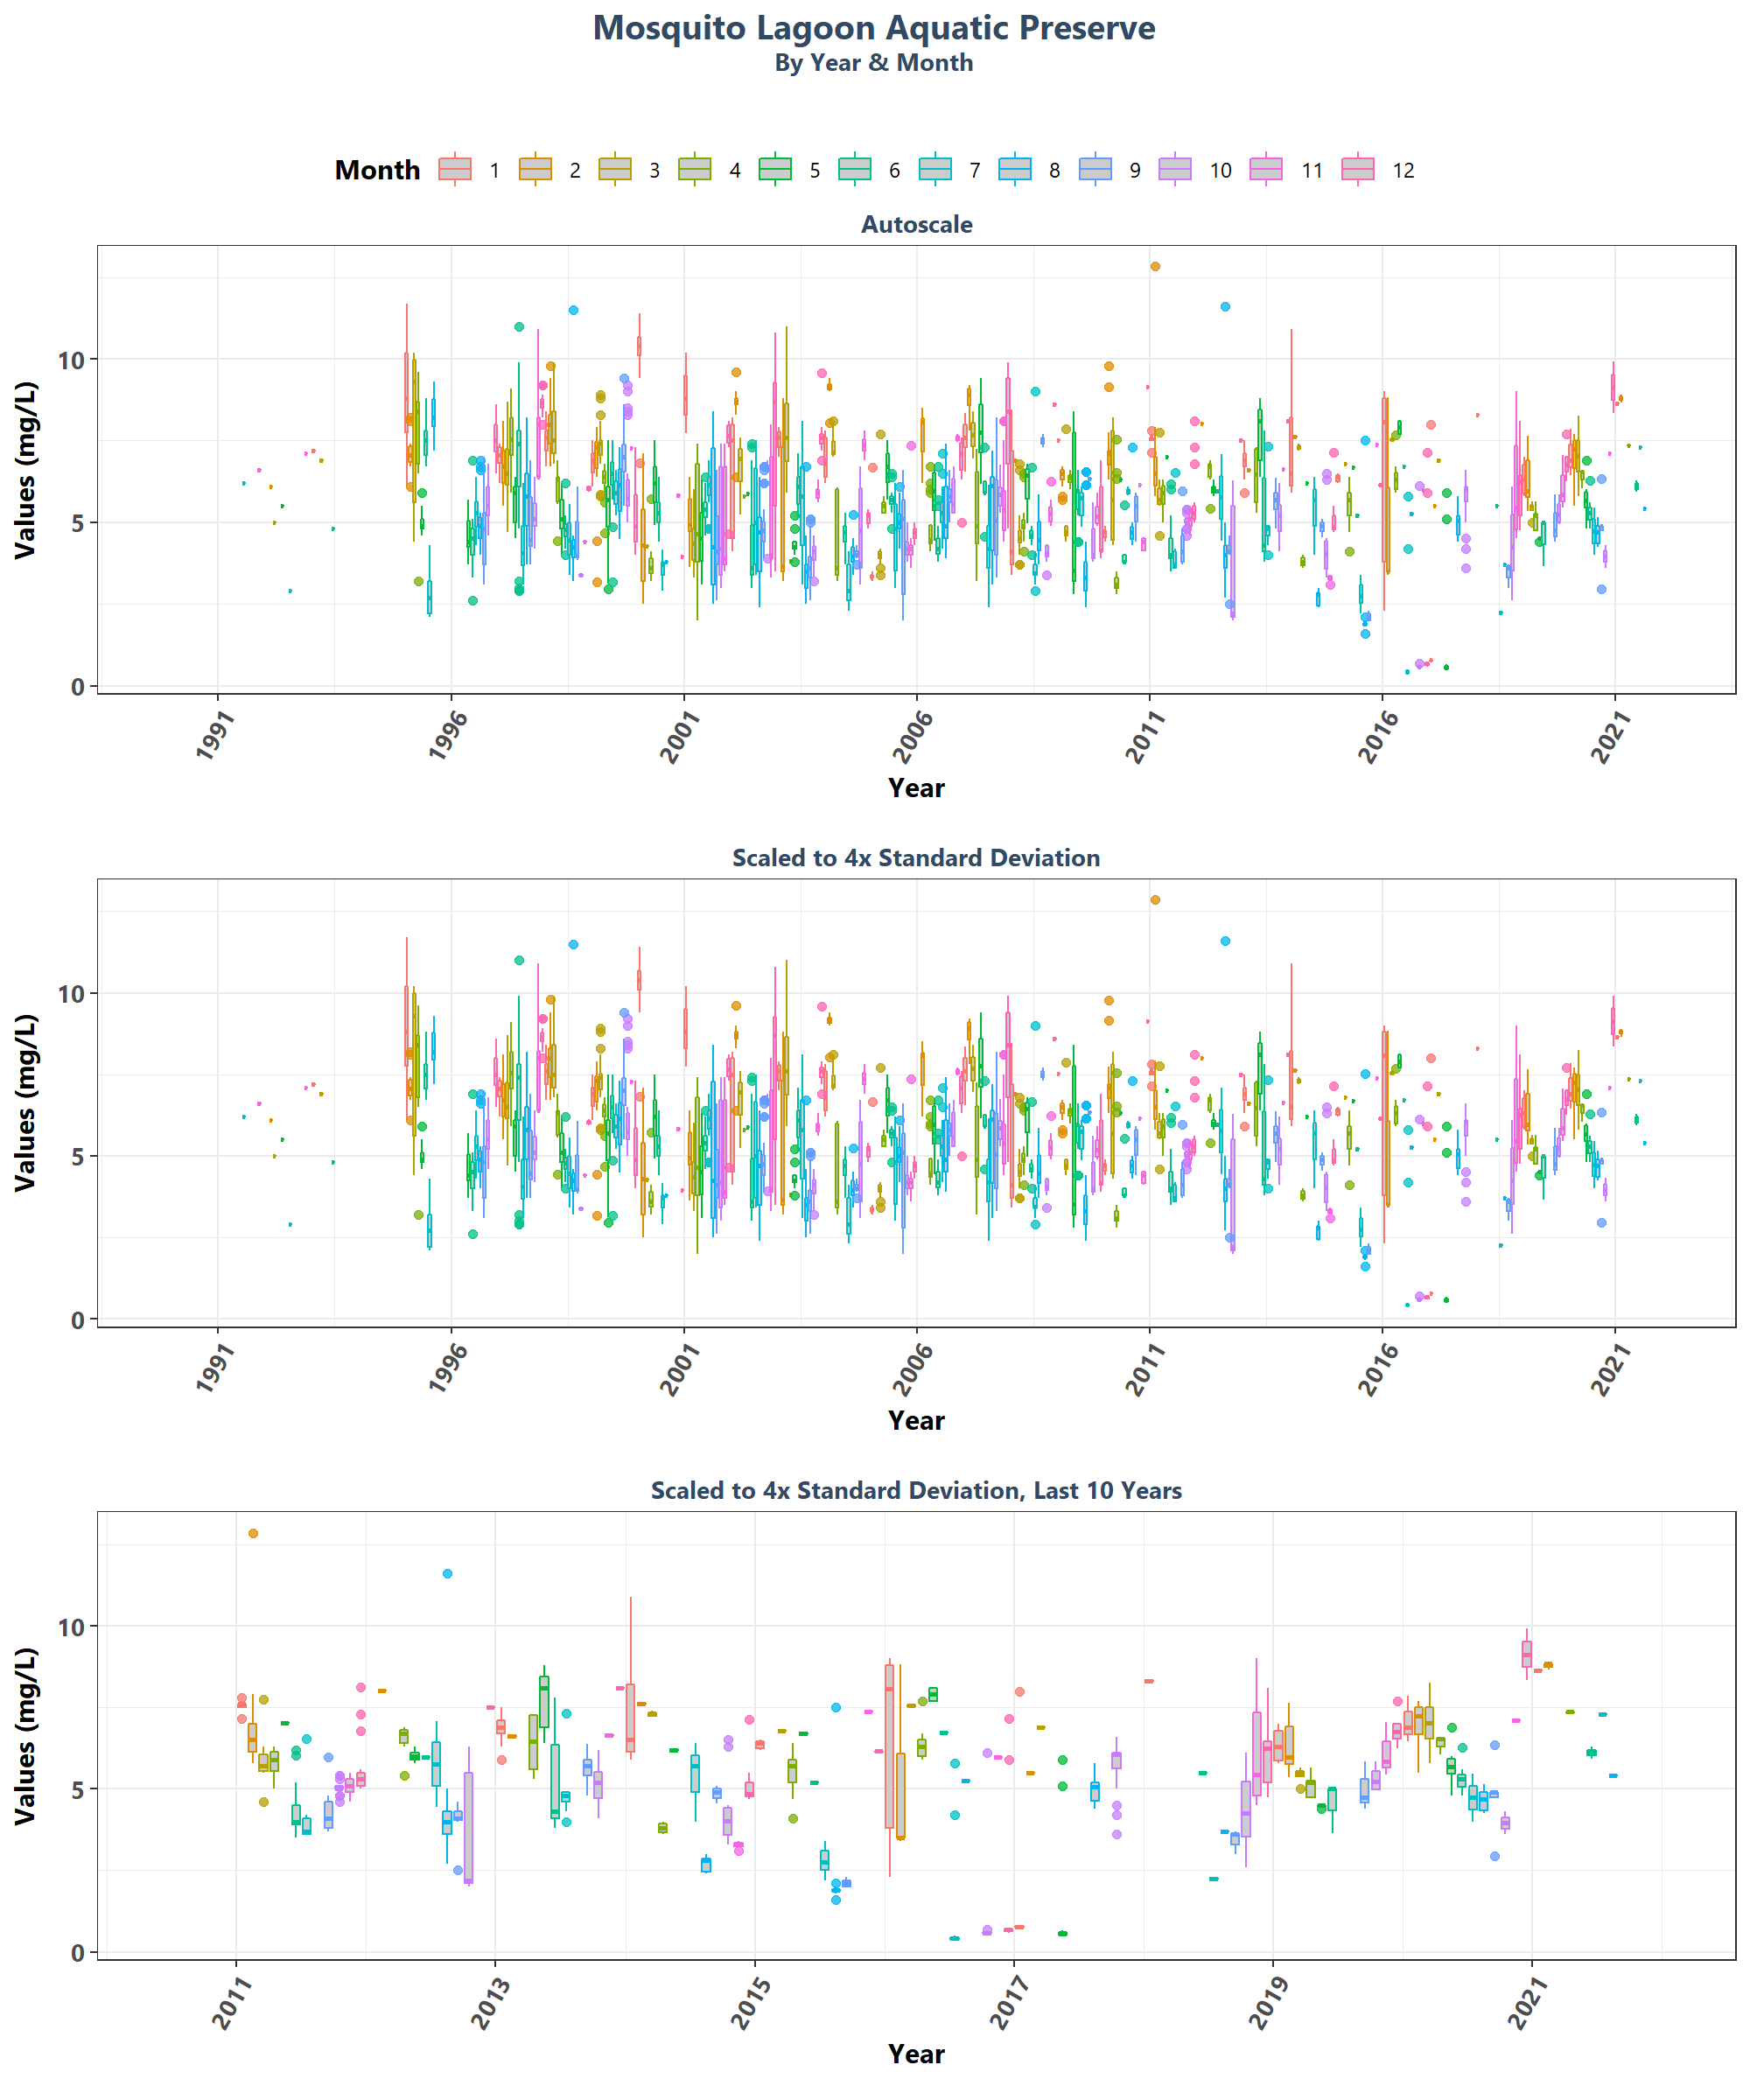 Mosquito Lagoon Aquatic Preserve
By Year & Month
Month 1 2 3 4 5 6 7 8 9 10 11 12
Autoscale
Values (mg/L)
10
5
0
1991 1996 2001 2006 2011 2016 2021
Year
Scaled to 4x Standard Deviation
Values (mg/L)
10
5
0
1991 1996 2001 2006 2011 2016 2021
Year
Scaled to 4x Standard Deviation, Last 10 Years
Values (mg/L)
10
5
0
2011 2013 2015 2017 2019 2021
Year